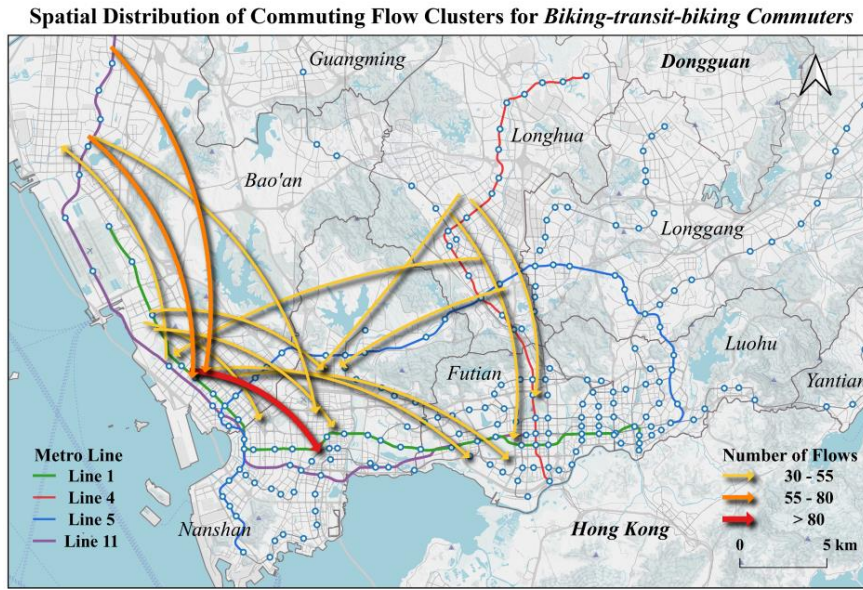 Spatial Distribution of Commuting Flow Clusters for Biking-transit-biking Commuters
Guangming
Dongguan
Longhua
Bao'an
Longgang
Luohu
Futian
Yantian
Metro Line
Line 1
Line 4
Line 5
Line 11
Nanshan
Hong Kong
Number of Flows
30 - 55
55 - 80
> 80
0 5 km